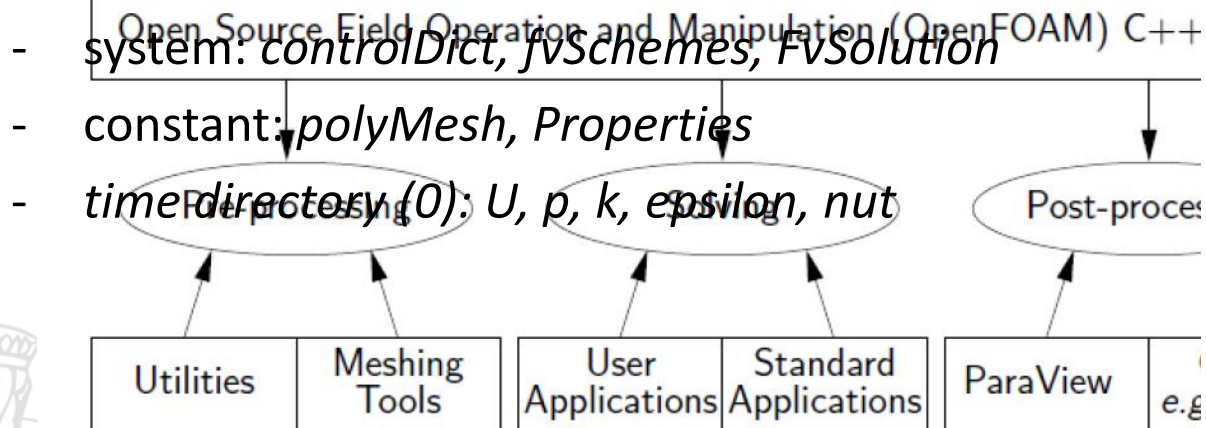 Open Source Field Operation and Manipulation (OpenFOAM) C++
- system: controlDict, fvSchemes, FvSolution
- constant: polyMesh, Properties
- time directory (0): U, p, k, epsilon, nut
Pre-processing
Solving
Post-proces
Utilities
Meshing
Tools
User
Applications
Standard
Applications
ParaView
e.g